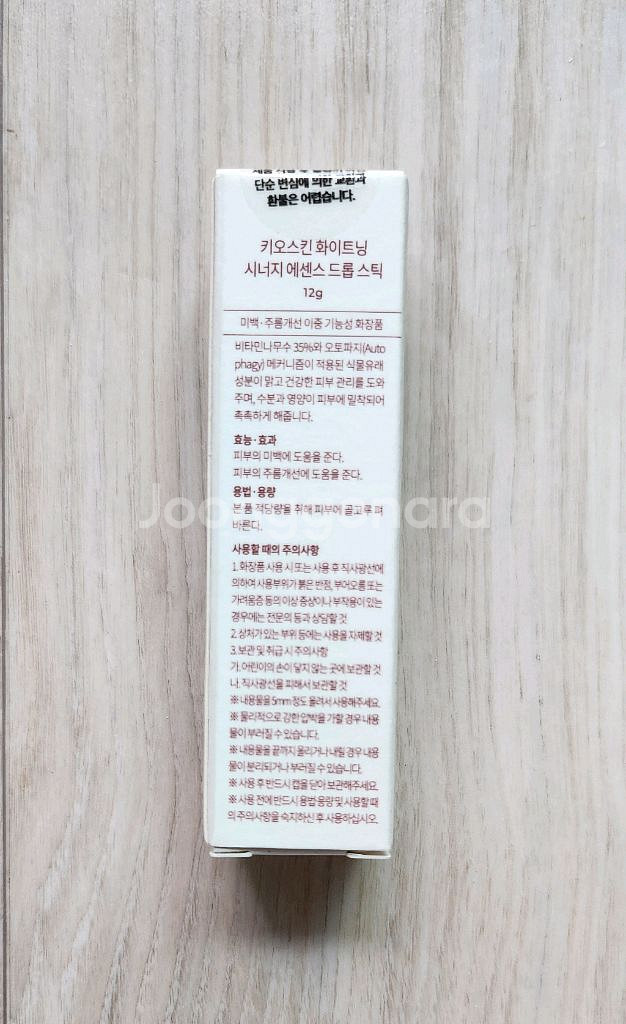 단순 변심에 의한 교환과
환불은 어렵습니다.
키오스킨 화이트닝
시너지 에센스 드롭 스틱
12g
미백·주름개선 이중 기능성 화장품
비타민나무수 35%와 오토파지(Auto
phagy) 메커니즘이 적용된 식물유래
성분이 맑고 건강한 피부 관리를 도와
주며, 수분과 영양이 피부에 밀착되어
촉촉하게 해줍니다.
효능·효과
피부의 미백에 도움을 준다.
피부의 주름개선에 도움을 준다.
용법·용량
본 품 적당량을 취해 피부에 골고루 펴
바른다.
Joonggonara
사용할 때의 주의사항
1. 화장품 사용 시 또는 사용 후 직사광선에
의하여 사용부위가 붉은 반점, 부어오름 또는
가려움증 등의 이상 증상이나 부작용이 있는
경우에는 전문의 등과 상담할 것
2. 상처가 있는 부위 등에는 사용을 자제할 것
3. 보관 및 취급 시 주의사항
가. 어린이의 손이 닿지 않는 곳에 보관할 것
나. 직사광선을 피해서 보관할 것
※ 내용물을 5mm 정도 올려서 사용해주세요.
※ 물리적으로 강한 압박을 가할 경우 내용
물이 부러질 수 있습니다.
※ 내용물을 끝까지 올리거나 내릴 경우 내용
물이 분리되거나 부러질 수 있습니다.
※ 사용 후 반드시 캡을 닫아 보관해주세요.
※ 사용 전에 반드시 용법·용량 및 사용할 때
의 주의사항을 숙지하신 후 사용하십시오.